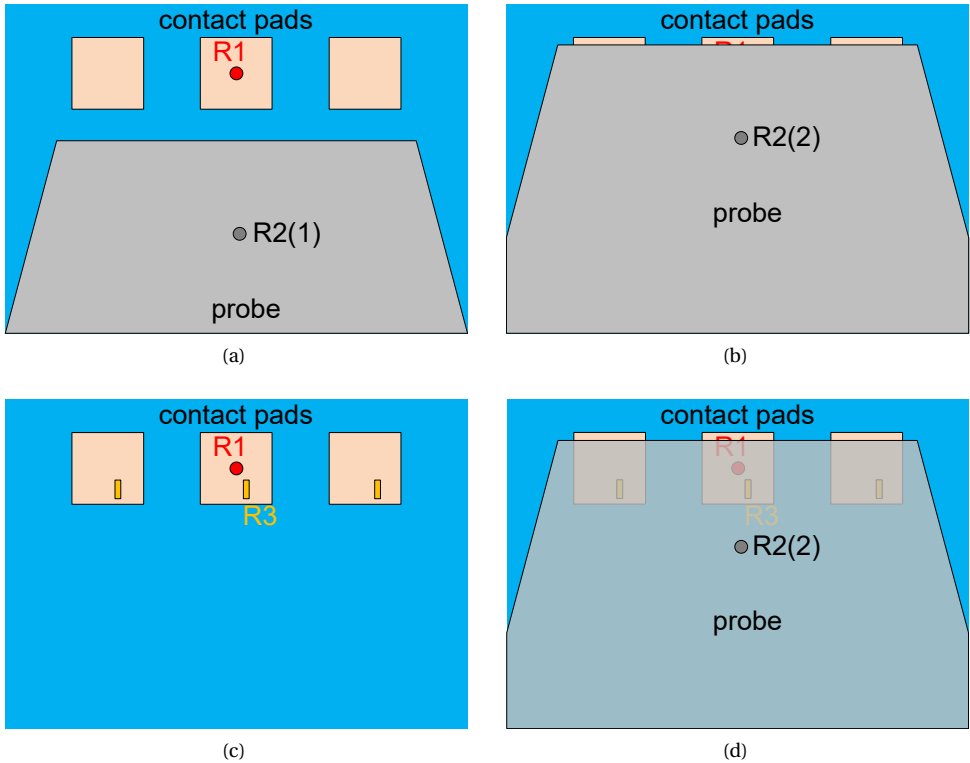 contact pads
R1
R2(1)
probe
(a)
contact pads
R1
R2(2)
probe
(b)
contact pads
R1
R3
(c)
contact pads
R1
R3
R2(2)
probe
(d)